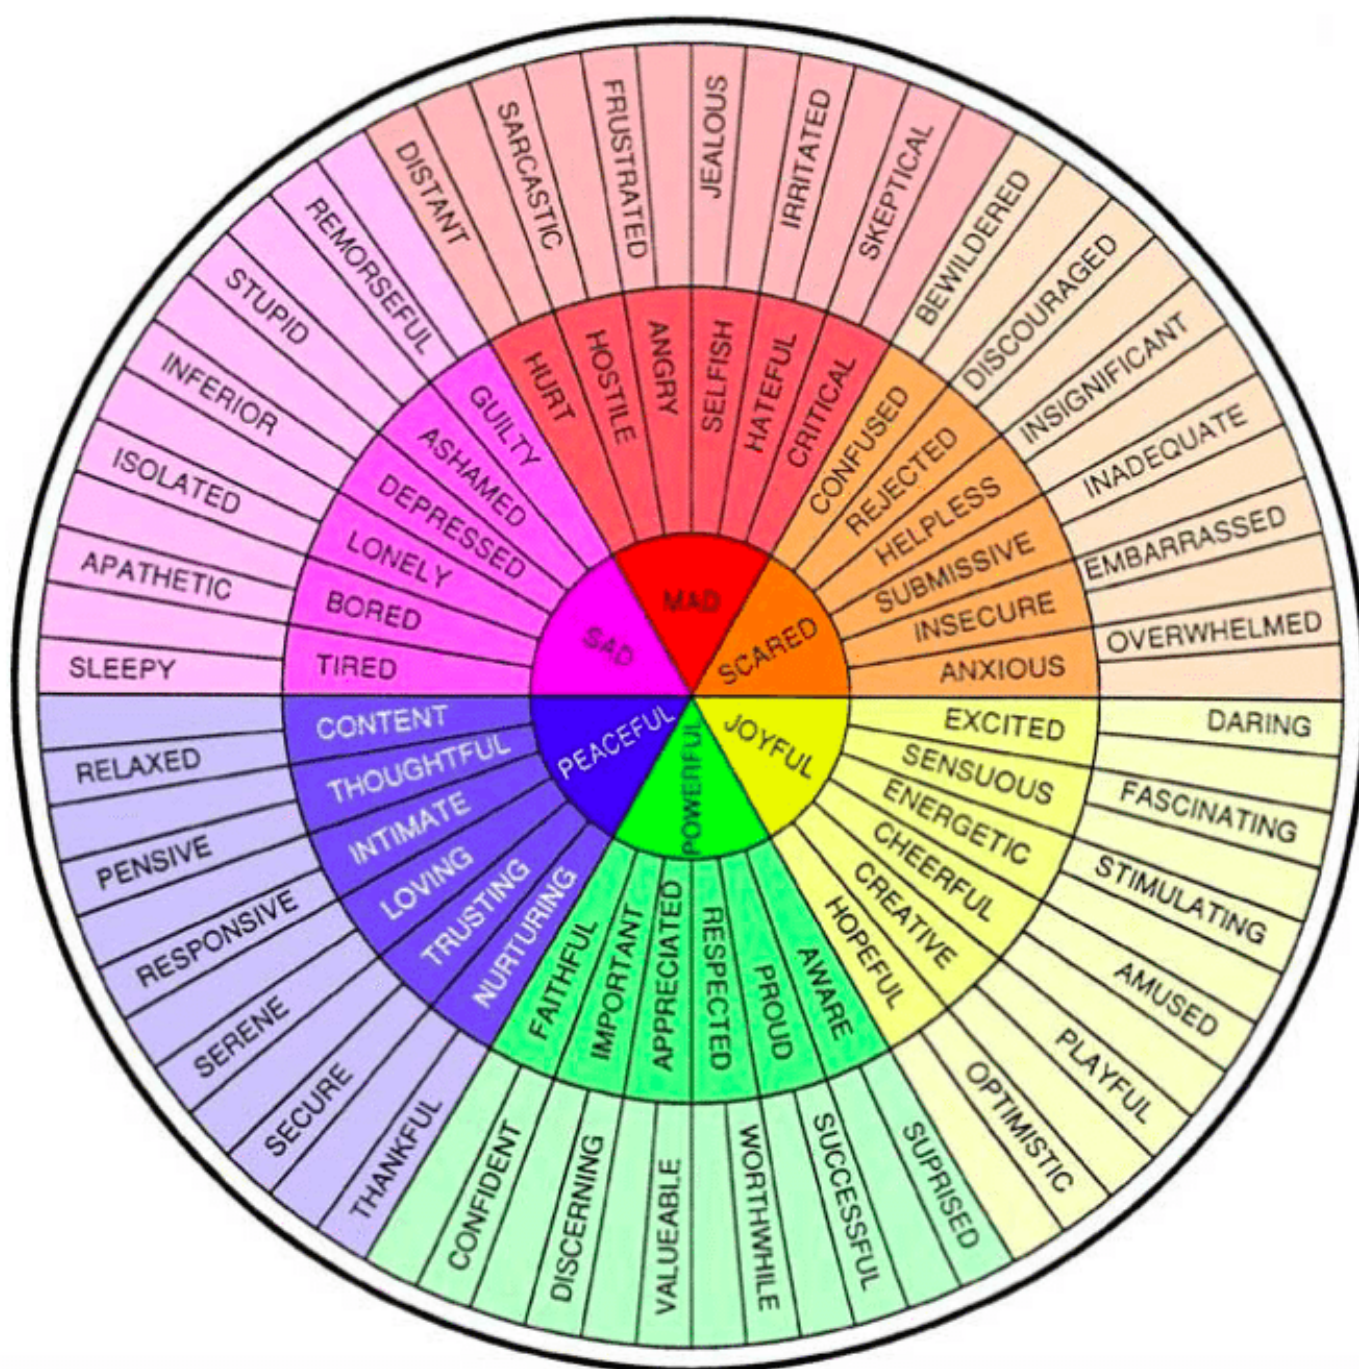 MAD
SCARED
JOYFUL
POWERFUL
PEACEFUL
SAD
HURT
HOSTILE
ANGRY
SELFISH
HATEFUL
CRITICAL
CONFUSED
REJECTED
HELPLESS
SUBMISSIVE
INSECURE
ANXIOUS
EXCITED
SENSUOUS
ENERGETIC
CHEERFUL
CREATIVE
HOPEFUL
AWARE
PROUD
RESPECTED
APPRECIATED
IMPORTANT
FAITHFUL
NURTURING
TRUSTING
LOVING
INTIMATE
THOUGHTFUL
CONTENT
TIRED
BORED
LONELY
DEPRESSED
ASHAMED
GUILTY
DISTANT
SARCASTIC
FRUSTRATED
JEALOUS
IRRITATED
SKEPTICAL
BEWILDERED
DISCOURAGED
INSIGNIFICANT
INADEQUATE
EMBARRASSED
OVERWHELMED
DARING
FASCINATING
STIMULATING
AMUSED
PLAYFUL
OPTIMISTIC
SUPRISED
SUCCESSFUL
WORTHWHILE
VALUEABLE
DISCERNING
CONFIDENT
THANKFUL
SECURE
SERENE
RESPONSIVE
PENSIVE
RELAXED
SLEEPY
APATHETIC
ISOLATED
INFERIOR
STUPID
REMORSEFUL